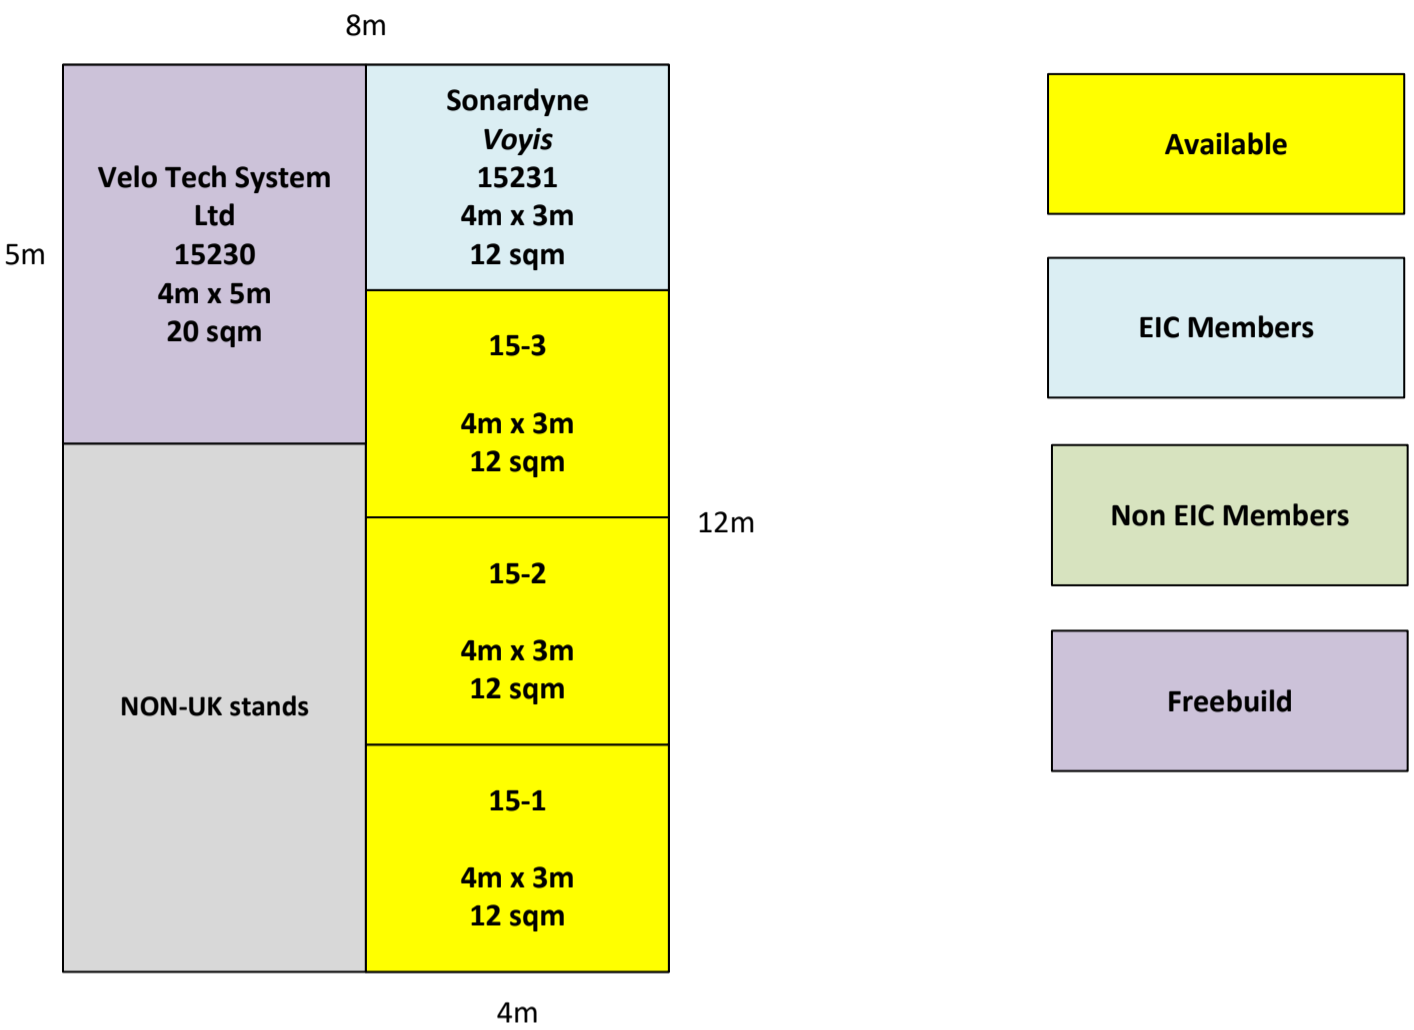 8m
Velo Tech System
Ltd
15230
4m x 5m
20 sqm
5m
Sonardyne
Voyis
15231
4m x 3m
12 sqm
15-3
4m x 3m
12 sqm
15-2
4m x 3m
12 sqm
12m
NON-UK stands
15-1
4m x 3m
12 sqm
4m
Available
EIC Members
Non EIC Members
Freebuild